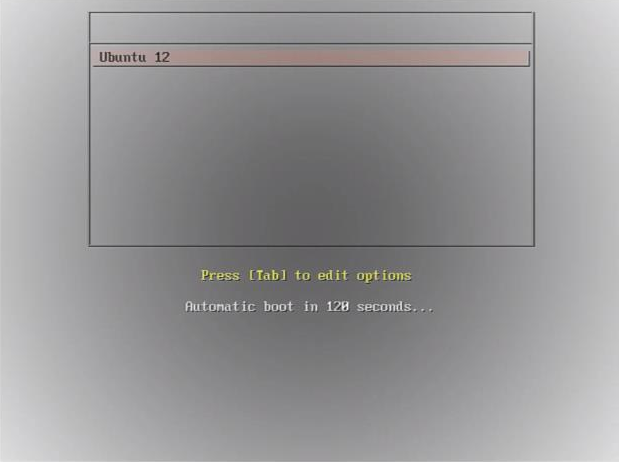 Ubuntu 12
Press [Tab] to edit options
Automatic boot in 120 seconds...